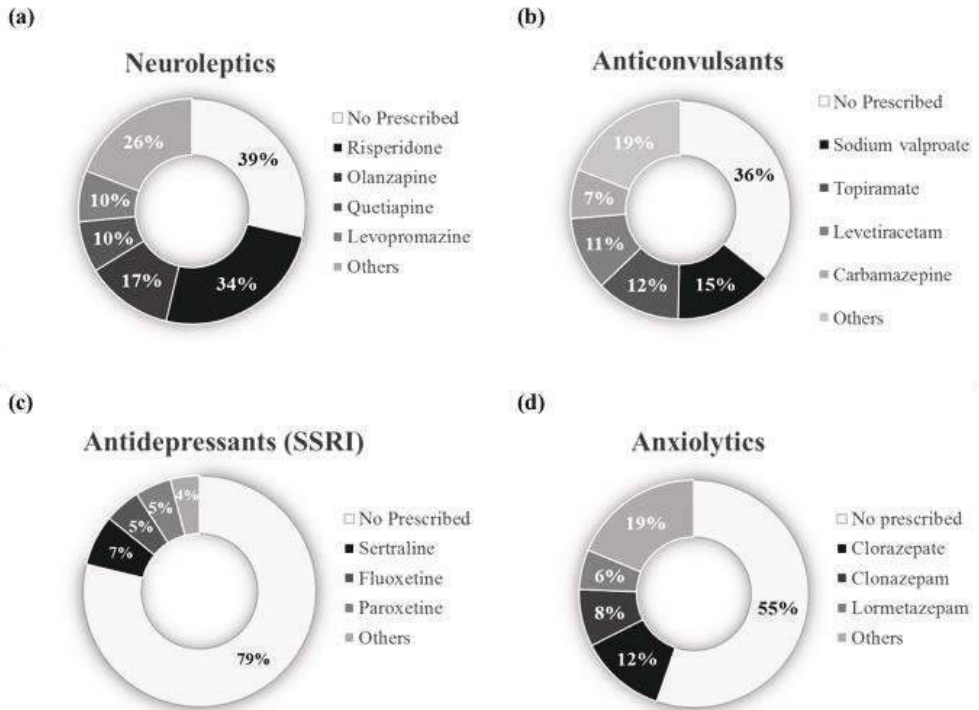 (a)
Neuroleptics
39%
34%
17%
10%
10%
26%
No Prescribed
Risperidone
Olanzapine
Quetiapine
Levopromazine
Others
(b)
Anticonvulsants
36%
15%
12%
11%
7%
19%
No Prescribed
Sodium valproate
Topiramate
Levetiracetam
Carbamazepine
Others
(c)
Antidepressants (SSRI)
79%
7%
5%
5%
4%
No Prescribed
Sertraline
Fluoxetine
Paroxetine
Others
(d)
Anxiolytics
55%
12%
8%
6%
19%
No prescribed
Clorazepate
Clonazepam
Lormetazepam
Others